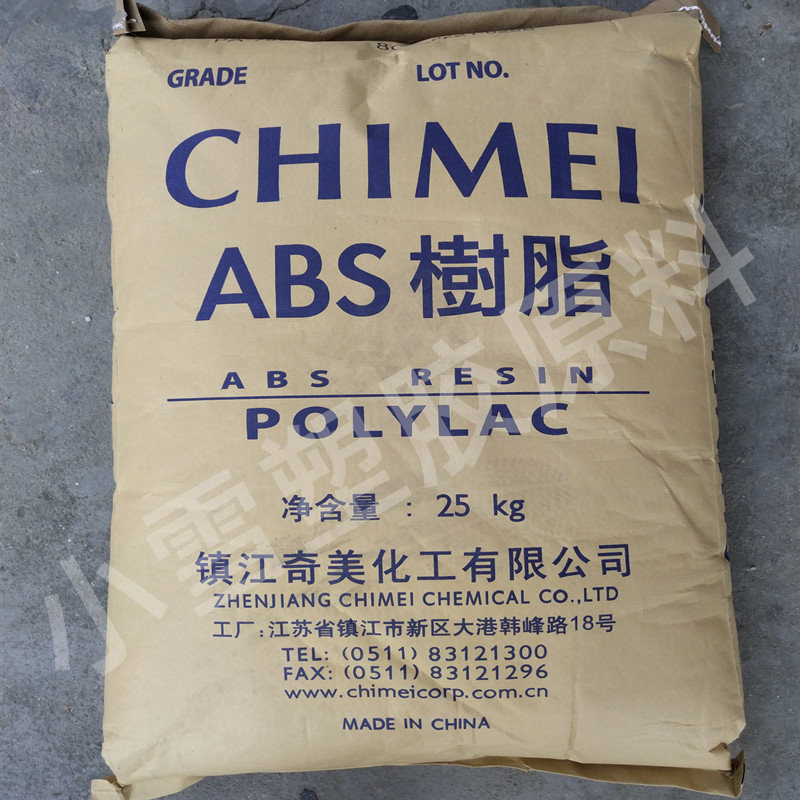 GRADE LOT NO.
CHIMEI
ABS樹脂
ABS RESIN
POLYLAC
净含量 : 25 kg
镇江奇美化工有限公司
ZHENJIANG CHIMEI CHEMICAL CO.,LTD
工厂:江苏省镇江市新区大港韩峰路18号
TEL: (0511) 83121300
FAX: (0511) 83121296
www.chimeicorp.com.cn
MADE IN CHINA
小雪塑胶原料